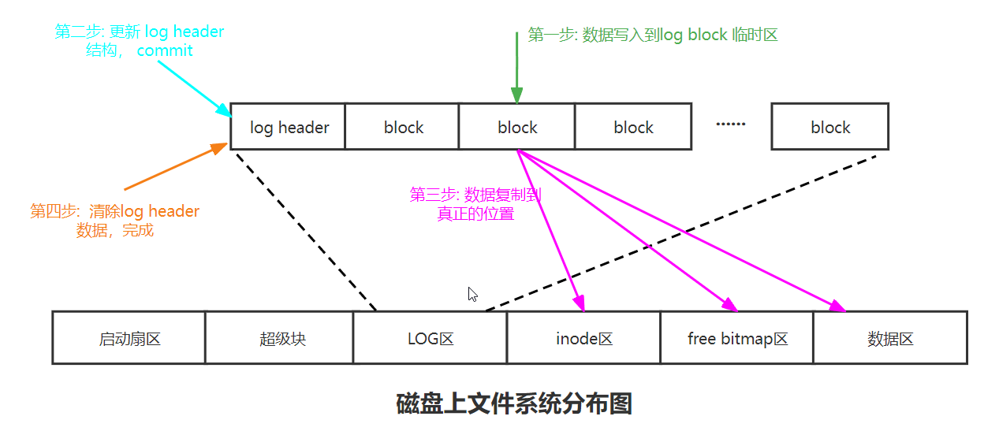 第二步: 更新 log header
结构， commit
第一步: 数据写入到log block 临时区
log header
block
block
block
······
block
第三步: 数据复制到
真正的位置
第四步:  清除log header
数据，完成
启动扇区
超级块
LOG区
inode区
free bitmap区
数据区
磁盘上文件系统分布图